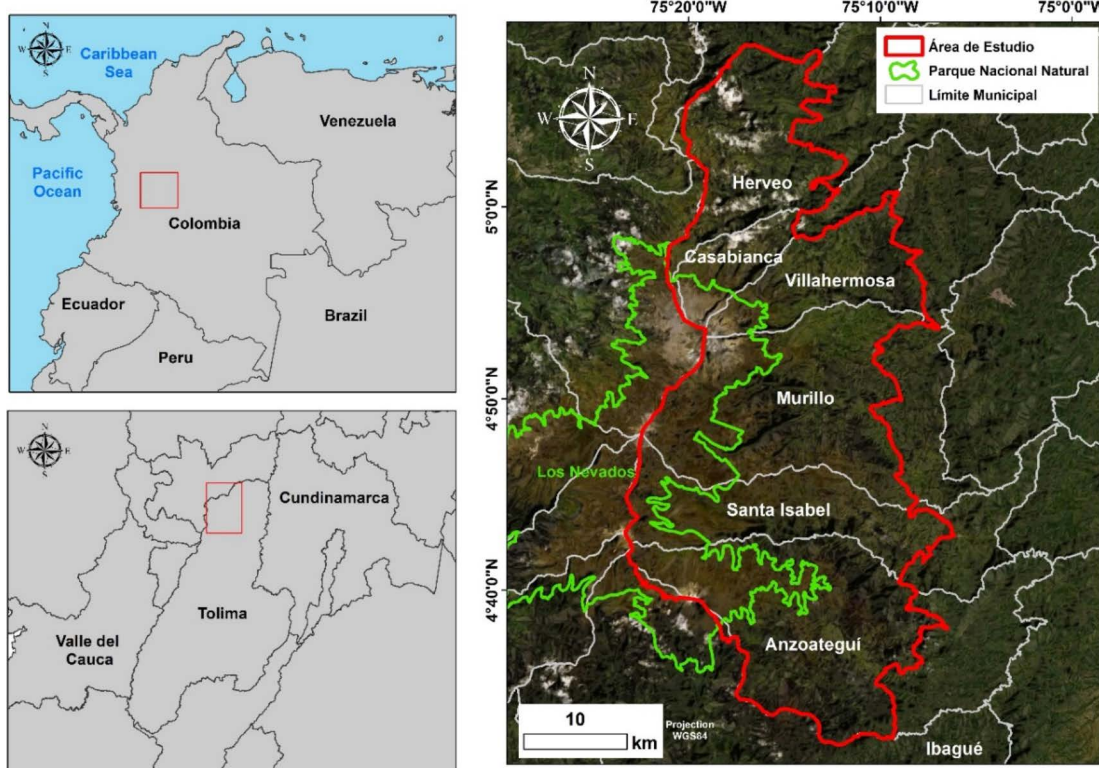 N
W
E
S
Caribbean
Sea
Venezuela
Pacific
Ocean
Colombia
Ecuador
Brazil
Peru
N
W
E
S
Cundinamarca
Tolima
Valle del
Cauca
75°20'0"W
75°10'0"W
75°0'0"W
Área de Estudio
Parque Nacional Natural
Límite Municipal
N
W
E
S
Herveo
5°0'0"N
Casabianca
Villahermosa
4°50'0"N
Murillo
Los Nevados
Santa Isabel
4°40'0"N
Anzoateguí
10
km
Projection
WGS84
Ibagué